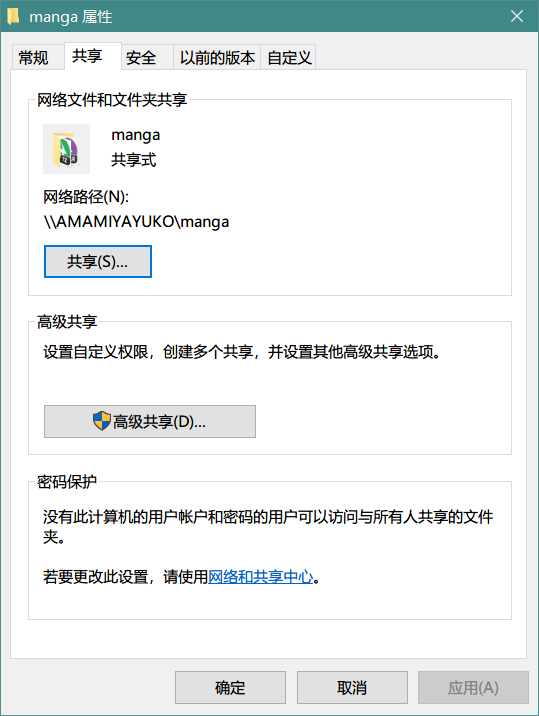 manga 属性
常规 共享 安全 以前的版本 自定义
网络文件和文件夹共享
manga
共享式
网络路径(N):
\\AMAMIYAYUKO\manga
共享(S)...
高级共享
设置自定义权限，创建多个共享，并设置其他高级共享选项。
高级共享(D)...
密码保护
没有此计算机的用户帐户和密码的用户可以访问与所有人共享的文件
夹。
若要更改此设置，请使用网络和共享中心。
确定 取消 应用(A)